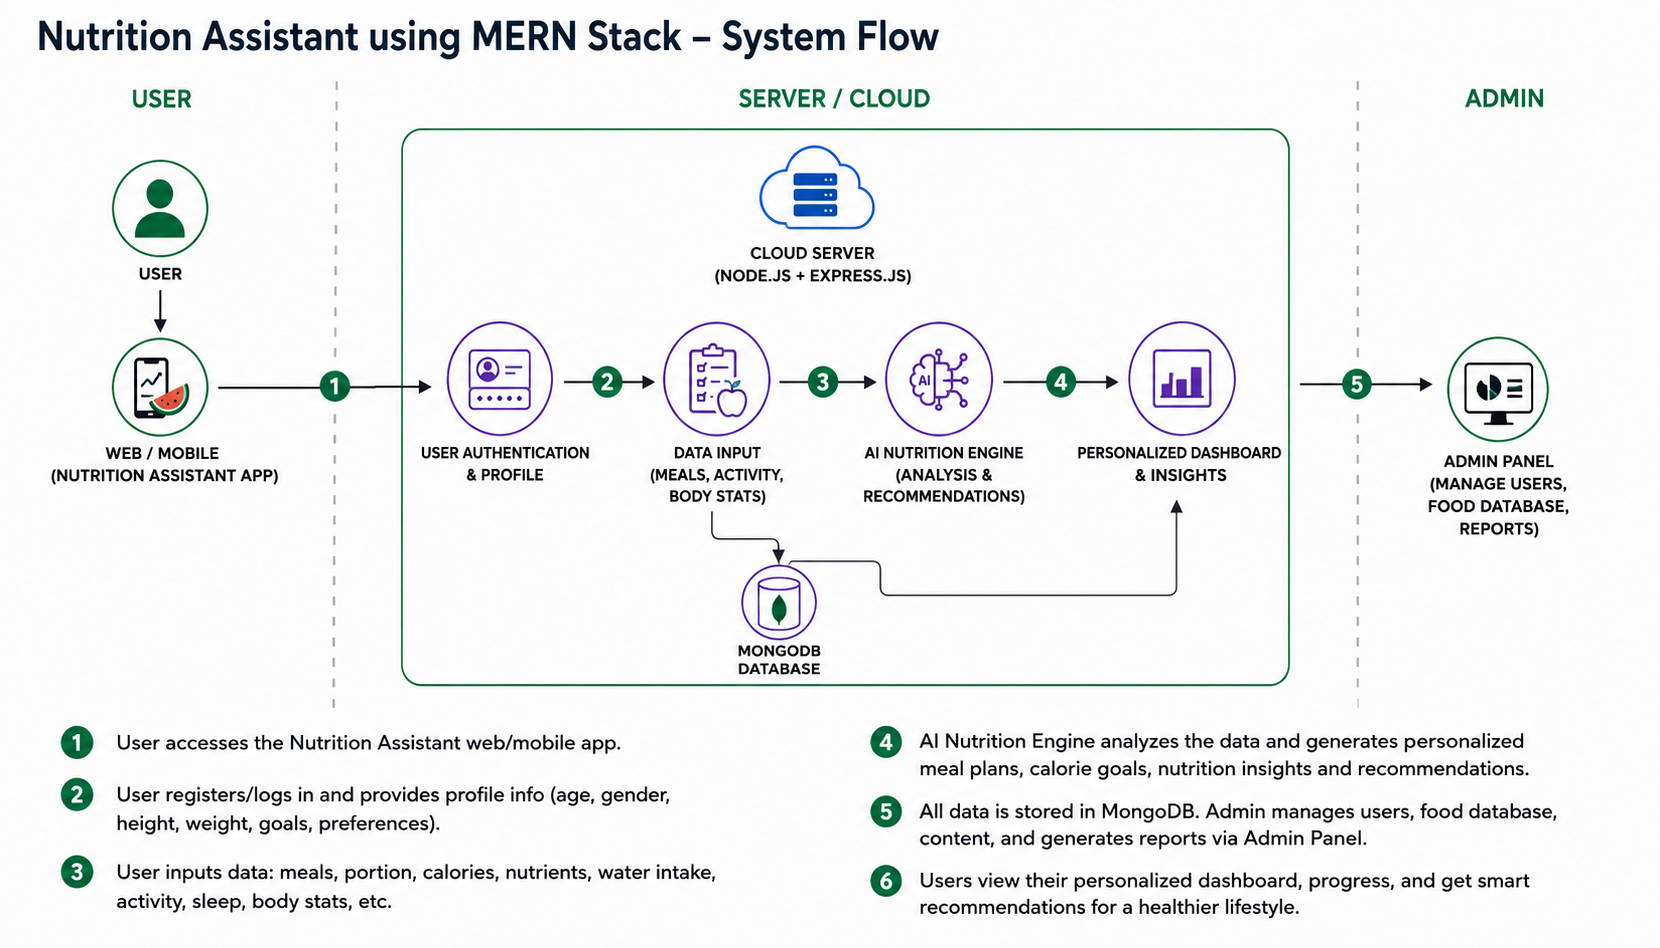 Nutrition Assistant using MERN Stack – System Flow
USER
SERVER / CLOUD
ADMIN
USER
WEB / MOBILE
(NUTRITION ASSISTANT APP)
1
CLOUD SERVER
(NODE.JS + EXPRESS.JS)
USER AUTHENTICATION
& PROFILE
2
DATA INPUT
(MEALS, ACTIVITY,
BODY STATS)
3
AI
AI NUTRITION ENGINE
(ANALYSIS &
RECOMMENDATIONS)
4
PERSONALIZED DASHBOARD
& INSIGHTS
MONGODB
DATABASE
5
ADMIN PANEL
(MANAGE USERS,
FOOD DATABASE,
REPORTS)
1 User accesses the Nutrition Assistant web/mobile app.
2 User registers/logs in and provides profile info (age, gender,
height, weight, goals, preferences).
3 User inputs data: meals, portion, calories, nutrients, water intake,
activity, sleep, body stats, etc.
4 AI Nutrition Engine analyzes the data and generates personalized
meal plans, calorie goals, nutrition insights and recommendations.
5 All data is stored in MongoDB. Admin manages users, food database,
content, and generates reports via Admin Panel.
6 Users view their personalized dashboard, progress, and get smart
recommendations for a healthier lifestyle.